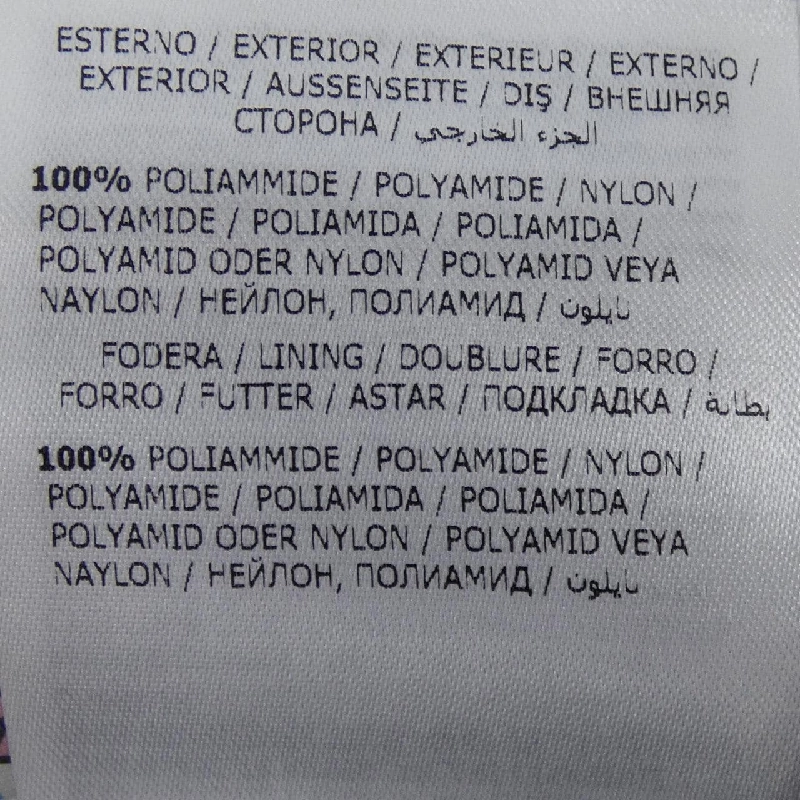 ESTERNO / EXTERIOR / EXTERIEUR / EXTERNO /
EXTERIOR / AUSSENSEITE / DIŞ / ВНЕШНЯЯ
СТОРОНА / الجزء الخارجي
100% POLIAMMIDE / POLYAMIDE / NYLON /
POLYAMIDE / POLIAMIDA / POLIAMIDA /
POLYAMID ODER NYLON / POLYAMID VEYA
NAYLON / НЕЙЛОН, ПОЛИАМИД / نايلون
FODERA / LINING / DOUBLURE / FORRO /
FORRO / FUTTER / ASTAR / ПОДКЛАДКА / بطانة
100% POLIAMMIDE / POLYAMIDE / NYLON /
POLYAMIDE / POLIAMIDA / POLIAMIDA /
POLYAMID ODER NYLON / POLYAMID VEYA
NAYLON / НЕЙЛОН, ПОЛИАМИД / نايلون